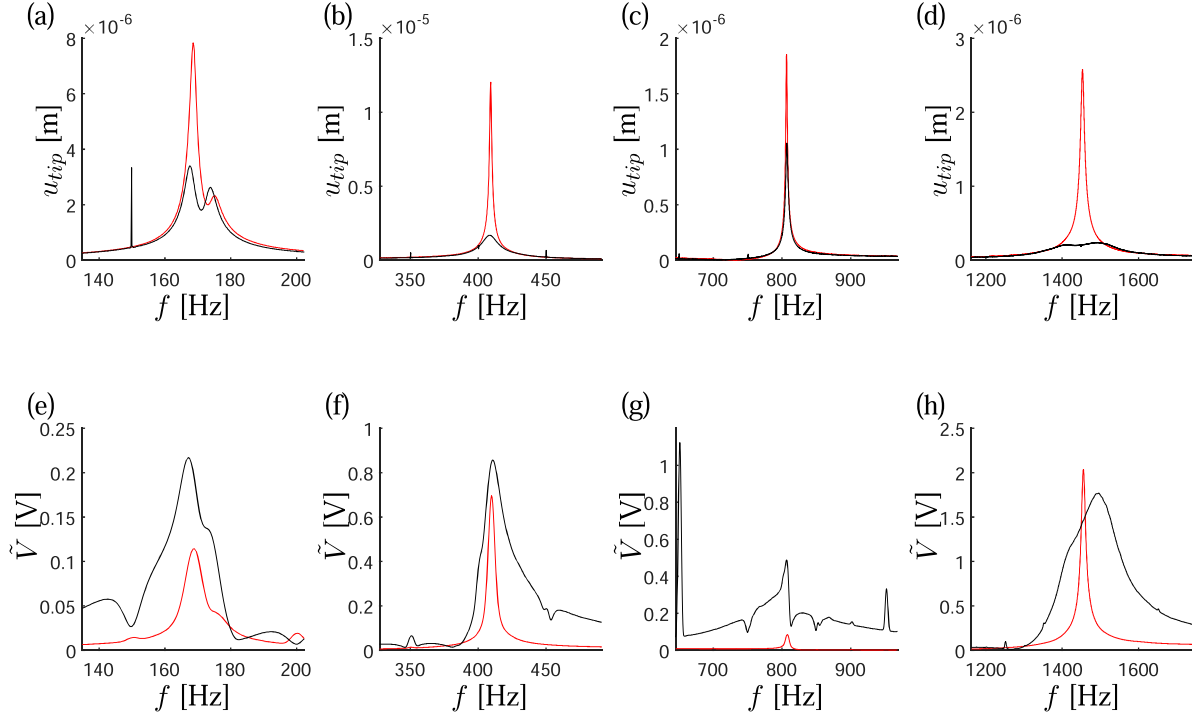 (a) (b) (c) (d)
×10⁻⁶ ×10⁻⁵ ×10⁻⁶ ×10⁻⁶
8 1.5 2 3
6 1.5
1 2
4 1
0.5 1
2 0.5
0 0 0 0
140 160 180 200 350 400 450 700 800 900 1200 1400 1600
u_tip [m] u_tip [m] u_tip [m] u_tip [m]
f [Hz] f [Hz] f [Hz] f [Hz]
(e) (f) (g) (h)
0.25 1 2.5
0.2 0.8 1 2
0.15 0.6 0.8 1.5
0.6
0.1 0.4 0.4 1
0.05 0.2 0.2 0.5
0 0 0 0
140 160 180 200 350 400 450 700 800 900 1200 1400 1600
Ṽ [V] Ṽ [V] Ṽ [V] Ṽ [V]
f [Hz] f [Hz] f [Hz] f [Hz]